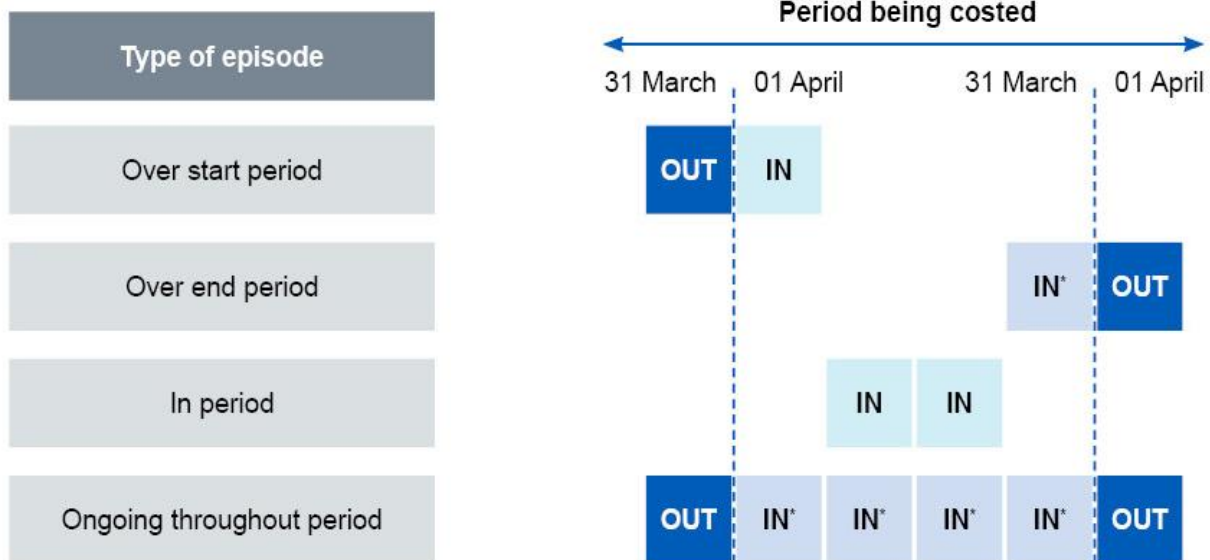 Period being costed
Type of episode
31 March 01 April 31 March 01 April
Over start period OUT IN
Over end period IN* OUT
In period IN IN
Ongoing throughout period OUT IN* IN* IN* IN* OUT